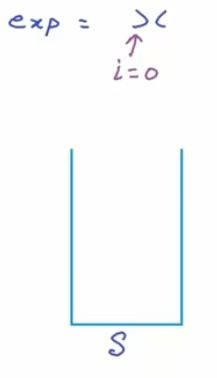 exp = )(
↑
i=0
S